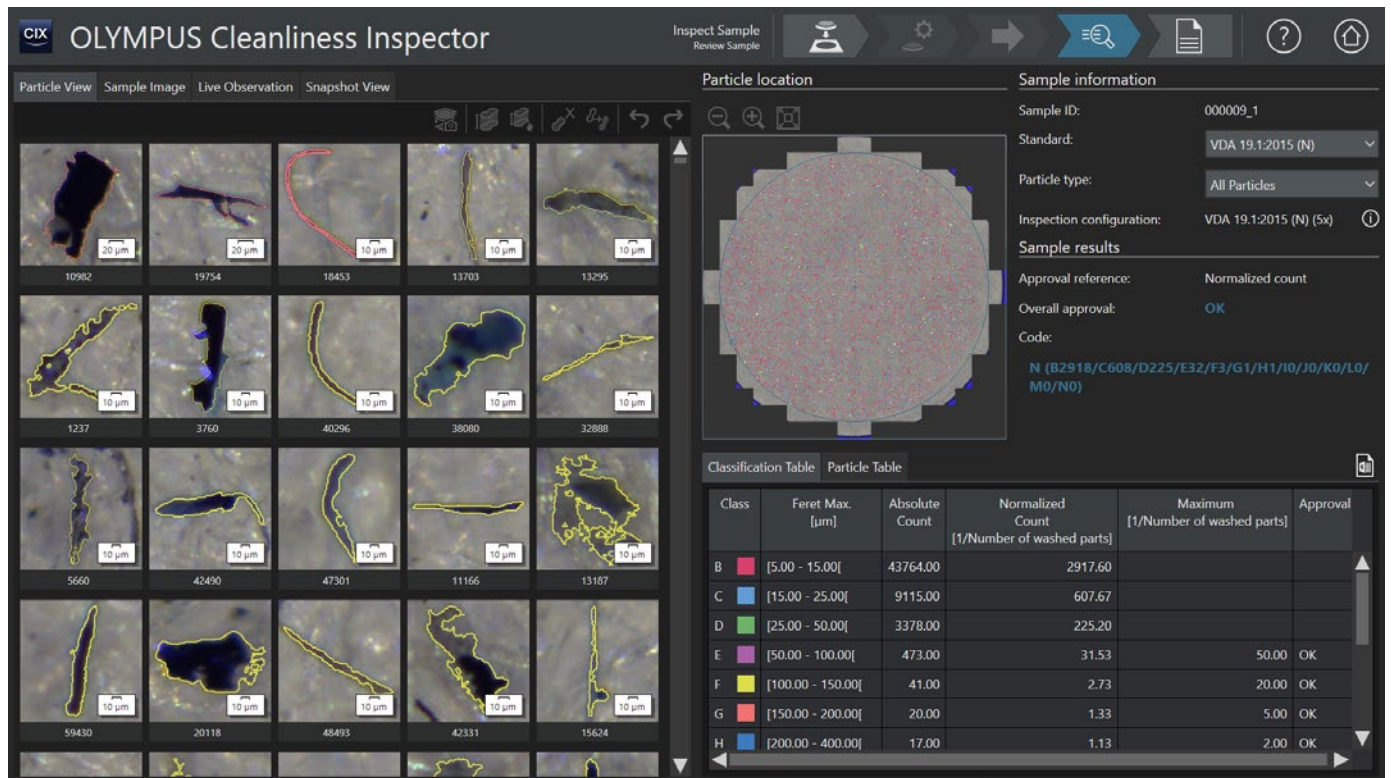 CIX
OLYMPUS Cleanliness Inspector
Inspect Sample
Review Sample
?
Particle View Sample Image Live Observation Snapshot View
20 µm 20 µm 10 µm 10 µm 10 µm
10982 19754 18453 13703 13295
10 µm 10 µm 10 µm 10 µm 10 µm
1237 3760 40296 38080 32888
10 µm 10 µm 10 µm 10 µm 10 µm
5660 42490 47301 11166 13187
10 µm 10 µm 10 µm 10 µm 10 µm
59430 20118 48493 42331 15624
Particle location
Sample information
Sample ID: 000009_1
Standard: VDA 19.1:2015 (N)
Particle type: All Particles
Inspection configuration: VDA 19.1:2015 (N) (5x)
Sample results
Approval reference: Normalized count
Overall approval: OK
Code:
N (B2918/C608/D225/E32/F3/G1/H1/I0/J0/K0/L0/
M0/N0)
Classification Table Particle Table
Class Feret Max. [µm] Absolute Count Normalized Count [1/Number of washed parts] Maximum [1/Number of washed parts] Approval
B [5.00 - 15.00[ 43764.00 2917.60
C [15.00 - 25.00[ 9115.00 607.67
D [25.00 - 50.00[ 3378.00 225.20
E [50.00 - 100.00[ 473.00 31.53 50.00 OK
F [100.00 - 150.00[ 41.00 2.73 20.00 OK
G [150.00 - 200.00[ 20.00 1.33 5.00 OK
H [200.00 - 400.00[ 17.00 1.13 2.00 OK